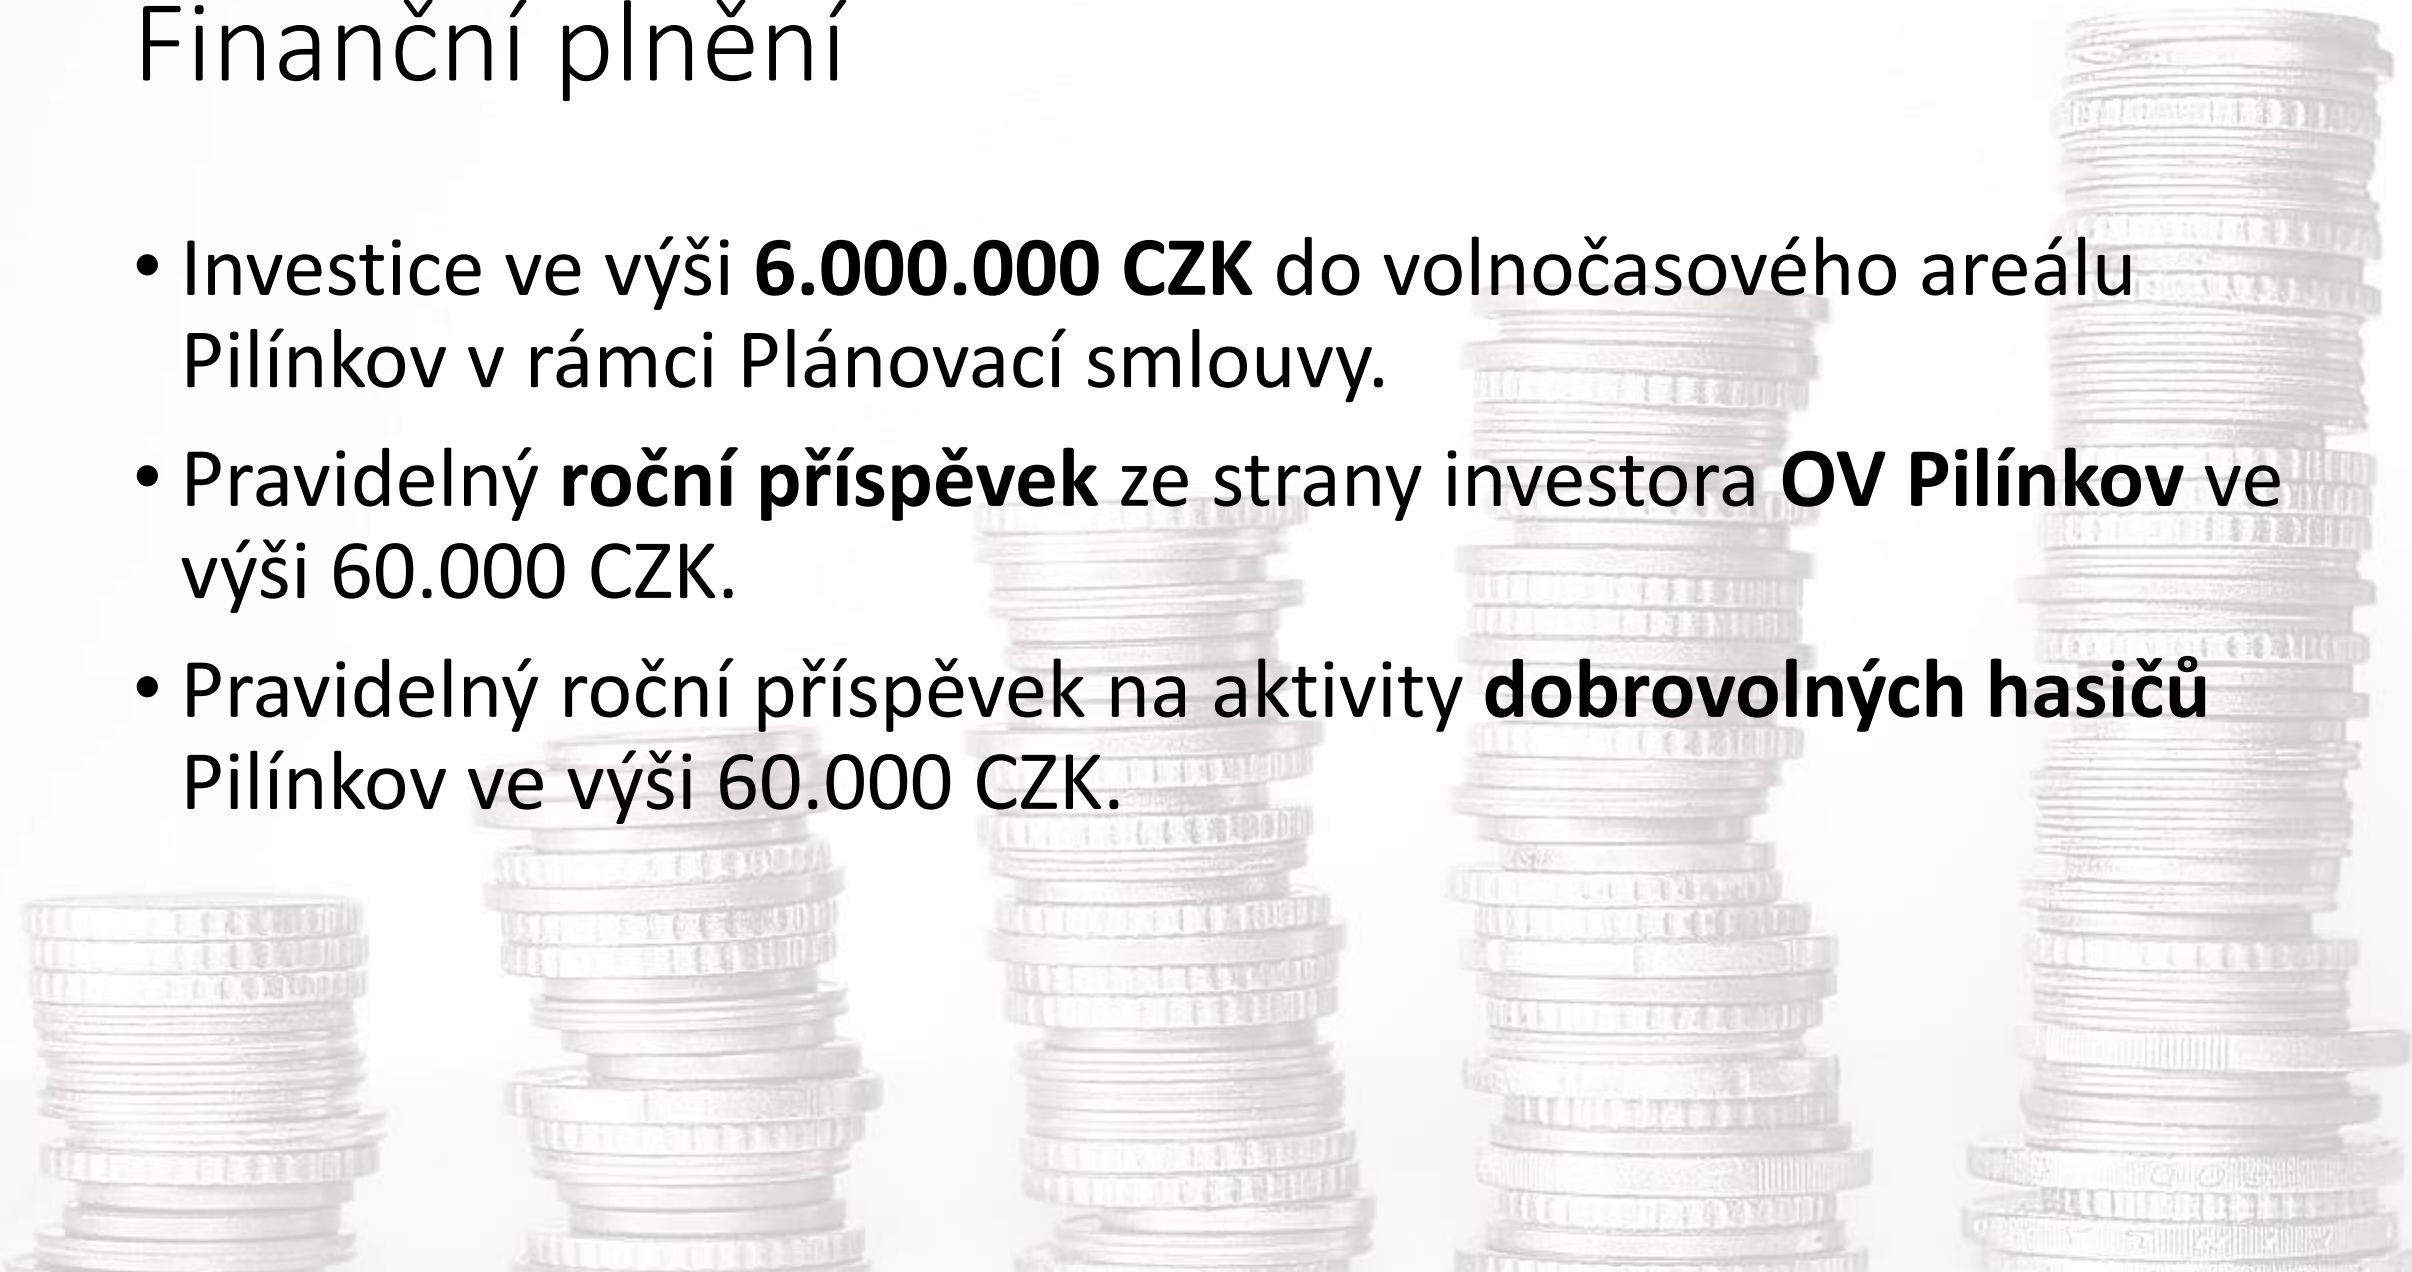 Finanční plnění
• Investice ve výši 6.000.000 CZK do volnočasového areálu
Pilínkov v rámci Plánovací smlouvy.
• Pravidelný roční příspěvek ze strany investora OV Pilínkov ve
výši 60.000 CZK.
• Pravidelný roční příspěvek na aktivity dobrovolných hasičů
Pilínkov ve výši 60.000 CZK.